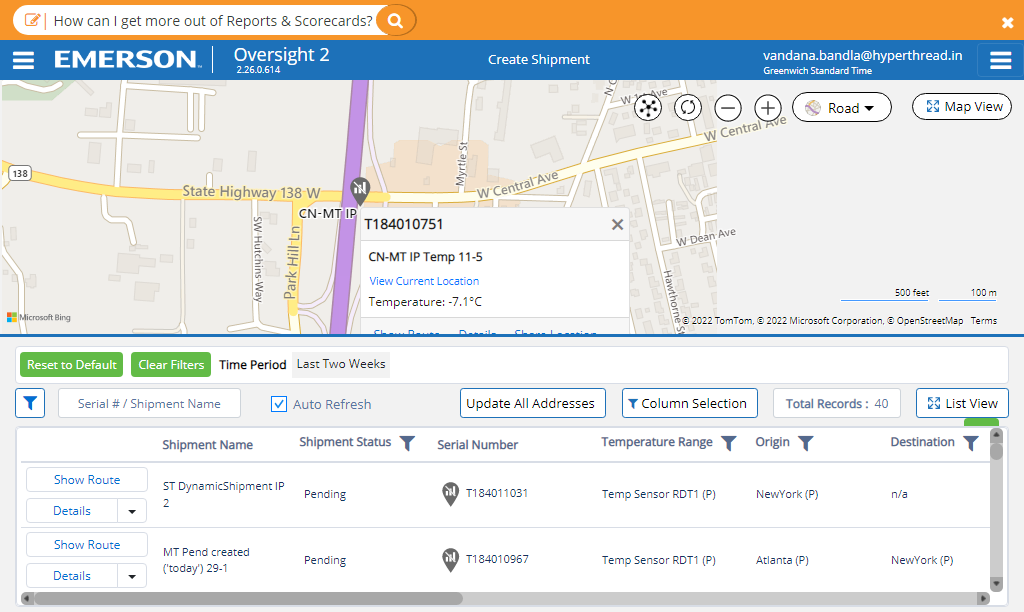 How can I get more out of Reports & Scorecards?
EMERSON
Oversight 2
2.26.0.614
Create Shipment
vandana.bandla@hyperthread.in
Greenwich Standard Time
W 1st Ave
Road
Map View
W Central Ave
Myrtle St
138
State Highway 138 W
W Central Ave
CN-MT IP
T184010751
SW Hutchins Way
Park Hill Ln
W Dean Ave
CN-MT IP Temp 11-5
View Current Location
Temperature: -7.1°C
Hawthorne St
500 feet
100 m
Microsoft Bing
© 2022 TomTom, © 2022 Microsoft Corporation, © OpenStreetMap Terms
Show Route Details Share Location
Reset to Default
Clear Filters
Time Period
Last Two Weeks
Serial # / Shipment Name
Auto Refresh
Update All Addresses
Column Selection
Total Records : 40
List View
Shipment Name
Shipment Status
Serial Number
Temperature Range
Origin
Destination
Show Route
Details
ST DynamicShipment IP
2
Pending
T184011031
Temp Sensor RDT1 (P)
NewYork (P)
n/a
Show Route
Details
MT Pend created
('today') 29-1
Pending
T184010967
Temp Sensor RDT1 (P)
Atlanta (P)
NewYork (P)